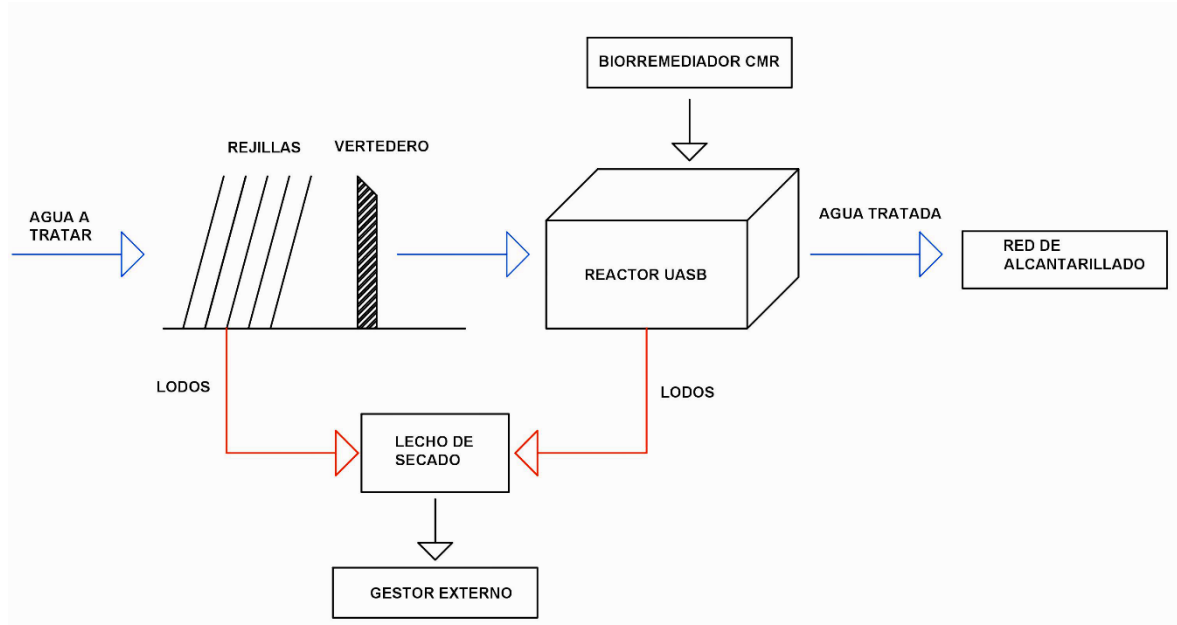 BIORREMEDIADOR CMR
REJILLAS
VERTEDERO
AGUA A
TRATAR
AGUA TRATADA
RED DE
ALCANTARILLADO
REACTOR UASB
LODOS
LODOS
LECHO DE
SECADO
GESTOR EXTERNO